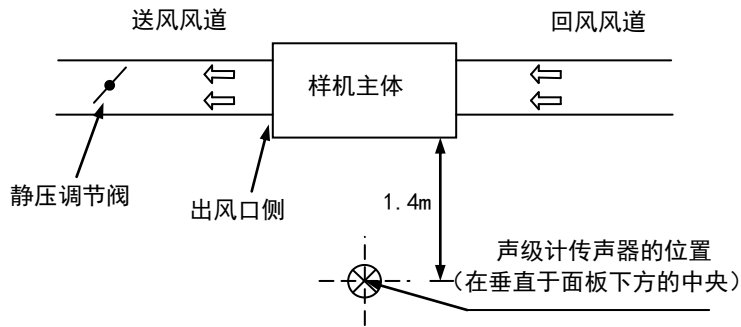 送风风道
回风风道
样机主体
静压调节阀
出风口侧
1.4m
声级计传声器的位置
（在垂直于面板下方的中央）